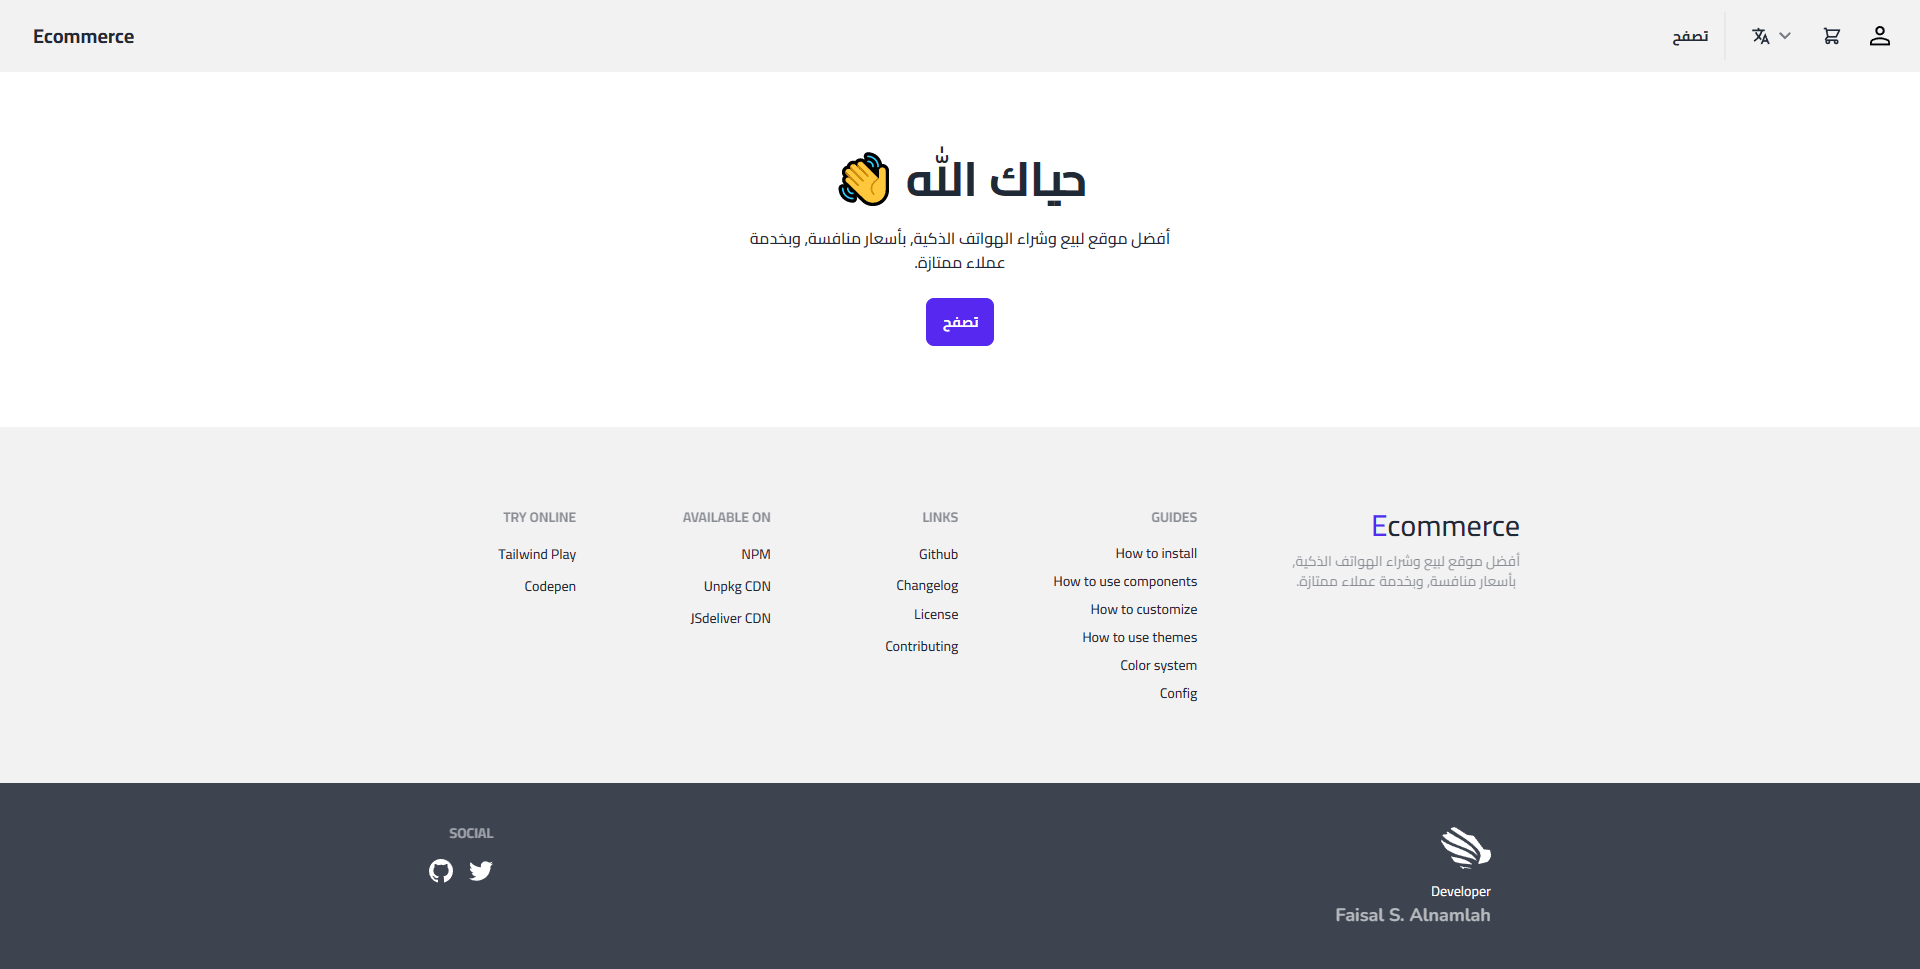 Ecommerce
تصفح
حياك الله 👋
أفضل موقع لبيع وشراء الهواتف الذكية, بأسعار منافسة, وبخدمة
عملاء ممتازة.
تصفح
Ecommerce
أفضل موقع لبيع وشراء الهواتف الذكية,
بأسعار منافسة, وبخدمة عملاء ممتازة.
GUIDES
How to install
How to use components
How to customize
How to use themes
Color system
Config
LINKS
Github
Changelog
License
Contributing
AVAILABLE ON
NPM
Unpkg CDN
JSdeliver CDN
TRY ONLINE
Tailwind Play
Codepen
Developer
Faisal S. Alnamlah
SOCIAL